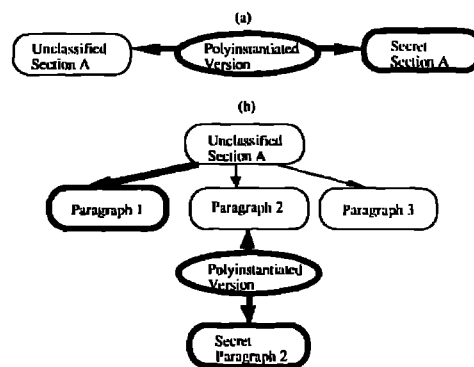 (a)
Unclassified
Section A
Polyinstantiated
Version
Secret
Section A
(b)
Unclassified
Section A
Paragraph 1
Paragraph 2
Paragraph 3
Polyinstantiated
Version
Secret
Paragraph 2